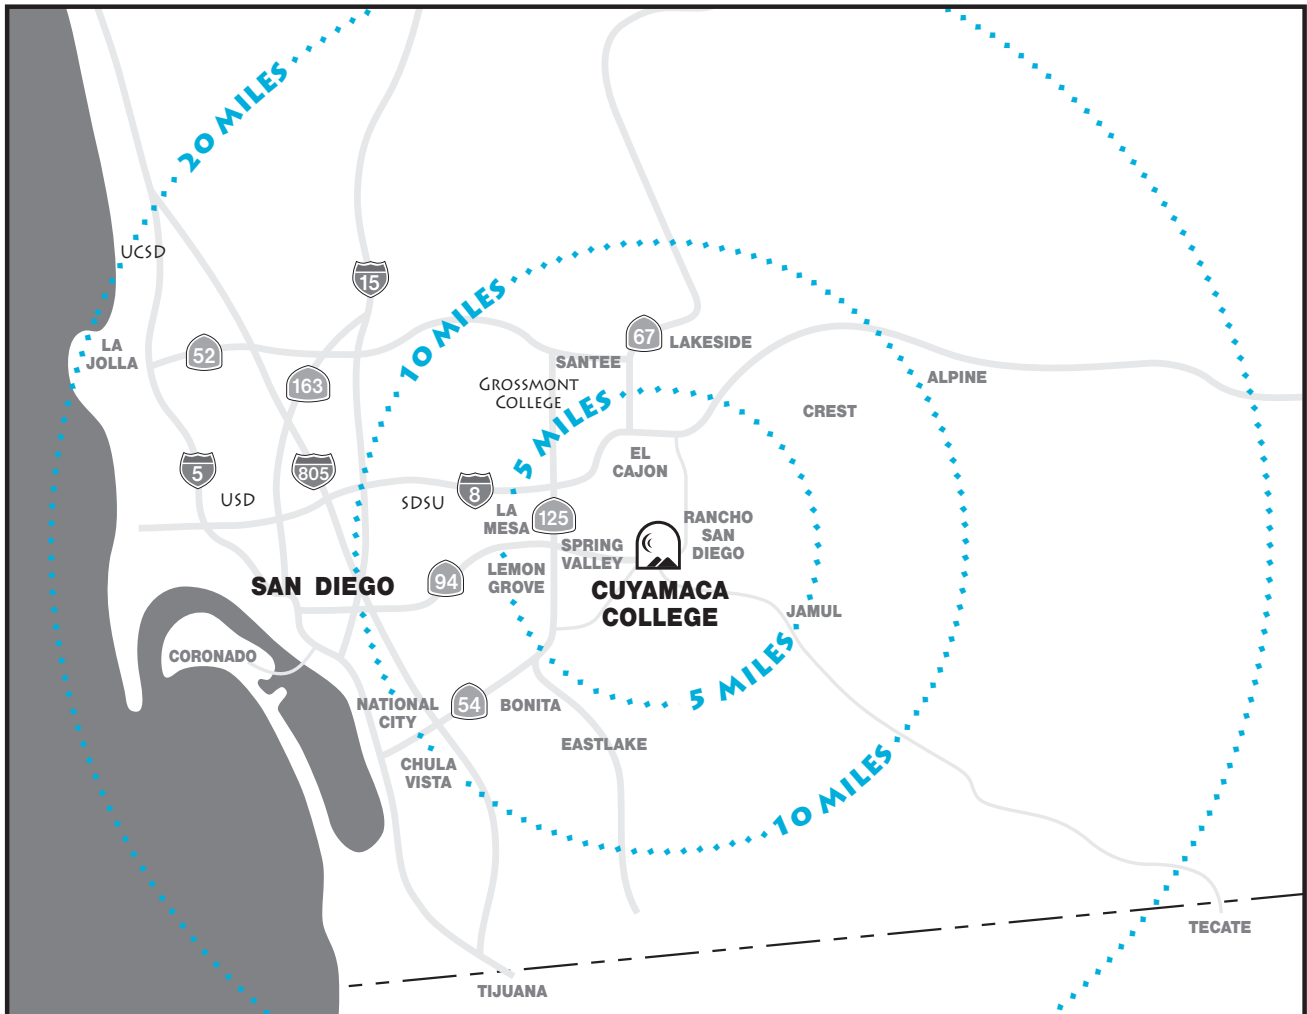 20 MILES
UCSD
15
10 MILES
67
LAKESIDE
LA
JOLLA
52
SANTEE
163
GROSSMONT
COLLEGE
ALPINE
5 MILES
CREST
EL
CAJON
5
805
USD
SDSU
8
LA
MESA
125
RANCHO
SAN
DIEGO
SPRING
VALLEY
SAN DIEGO
94
LEMON
GROVE
CUYAMACA
COLLEGE
JAMUL
CORONADO
5 MILES
NATIONAL
CITY
54
BONITA
EASTLAKE
CHULA
VISTA
10 MILES
TECATE
TIJUANA